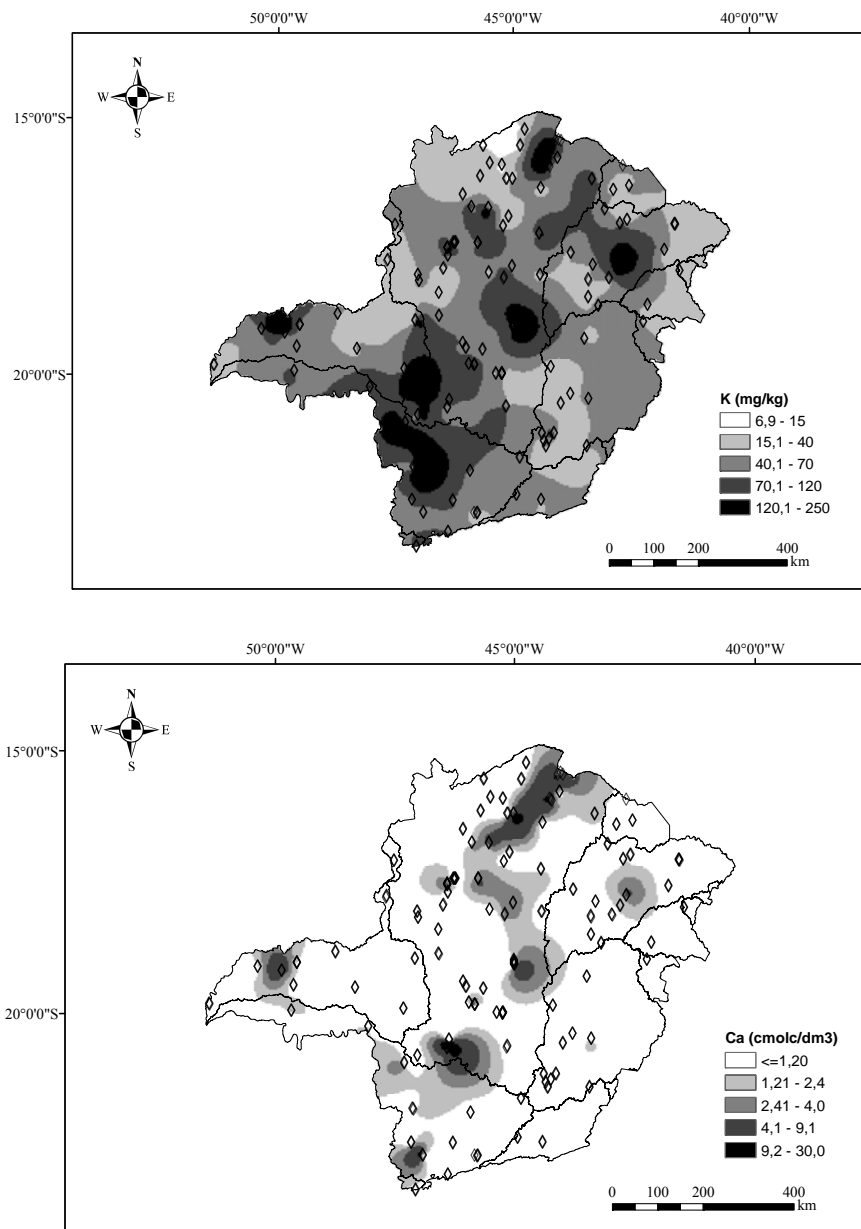 50°0'0"W 45°0'0"W 40°0'0"W
N
W E
S
15°0'0"S
20°0'0"S
K (mg/kg)
6,9 - 15
15,1 - 40
40,1 - 70
70,1 - 120
120,1 - 250
0 100 200 400
km
50°0'0"W 45°0'0"W 40°0'0"W
N
W E
S
15°0'0"S
20°0'0"S
Ca (cmolc/dm3)
<=1,20
1,21 - 2,4
2,41 - 4,0
4,1 - 9,1
9,2 - 30,0
0 100 200 400
km